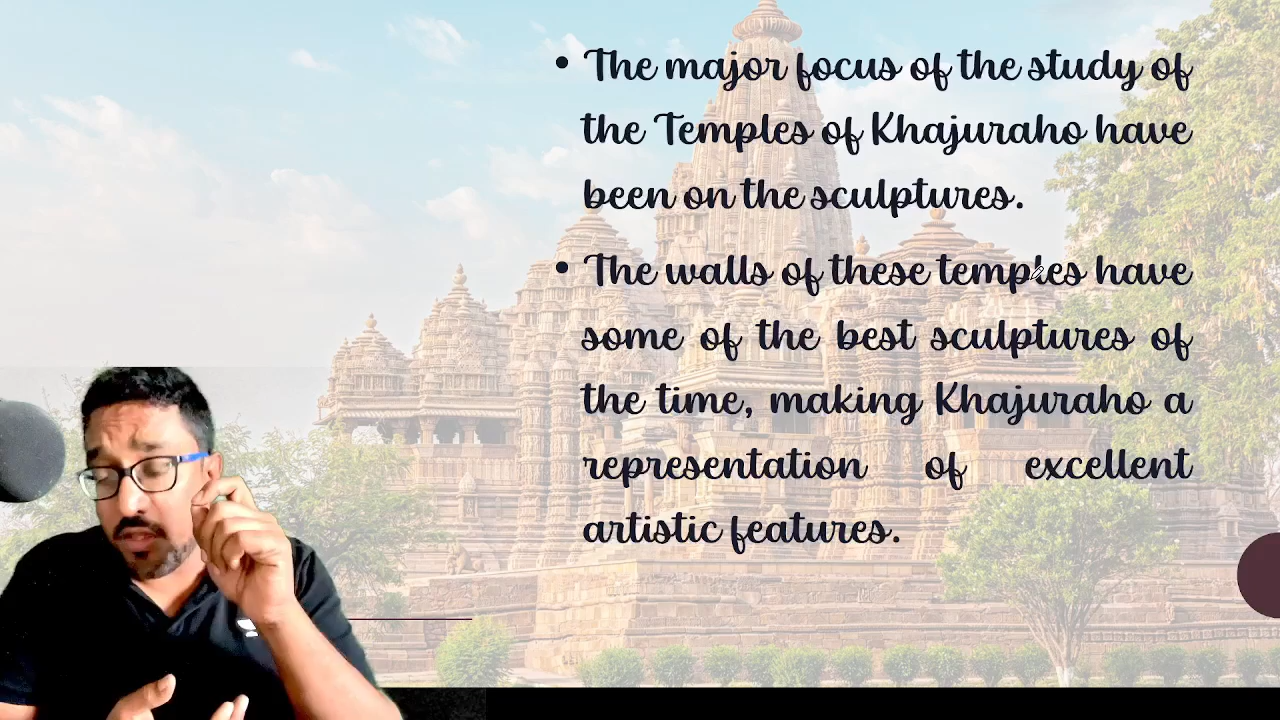 • The major focus of the study of
the Temples of Khajuraho have
been on the sculptures.
• The walls of these temples have
some of the best sculptures of
the time, making Khajuraho a
representation of excellent
artistic features.